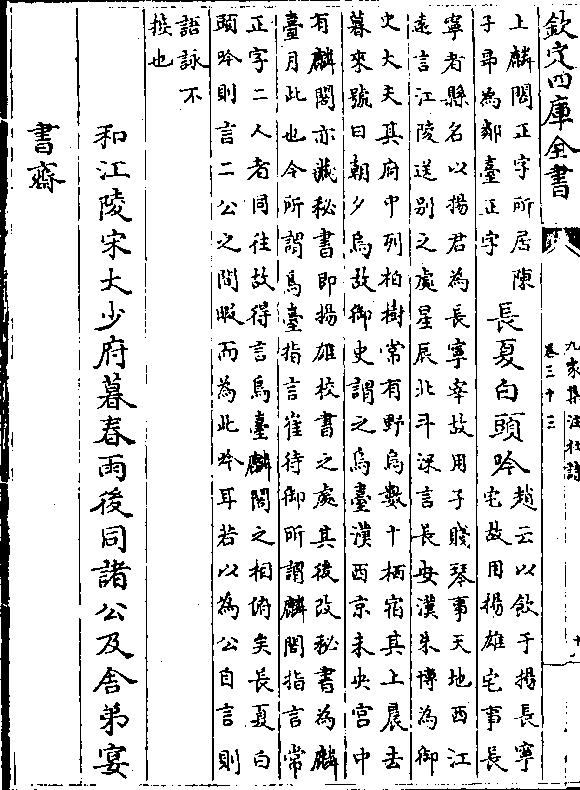 欽定四庫全書
九家集注杜詩
卷三十三
上麟閣正字所居陳
子昂為鄰臺正字
長夏白頭吟
趙云以飲于揚長寧
宅故用揚雄宅事長
寧者縣名以揚君為長寧宰故用子賤琴事天地西江
遠言江陵送别之處星辰北斗深言長安漢朱博為御
史大夫其府中列柏樹常有野烏數十栖宿其上晨去
暮來號曰朝夕烏故御史謂之烏臺漢西京未央宫中
有麟閣亦藏秘書即揚雄校書之處其後改秘書為麟
臺月此也今所謂烏臺指言崔侍御所謂麟閣指言常
正字二人者同往故得言烏臺麟閣之相俯矣長夏白
頭吟則言二公之間暇而為此吟耳若以為公自言則
語詠不
接也
和江陵宋大少府暮春雨後同諸公及舍弟宴
書齋